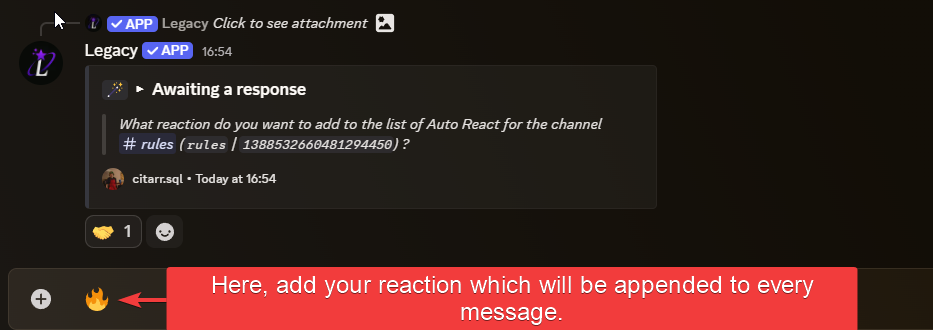 ✓ APP Legacy Click to see attachment
Legacy ✓ APP 16:54
▸ Awaiting a response
What reaction do you want to add to the list of Auto React for the channel
# rules (rules | 1388532660481294450) ?
citarr.sql • Today at 16:54
1
Here, add your reaction which will be appended to every
message.